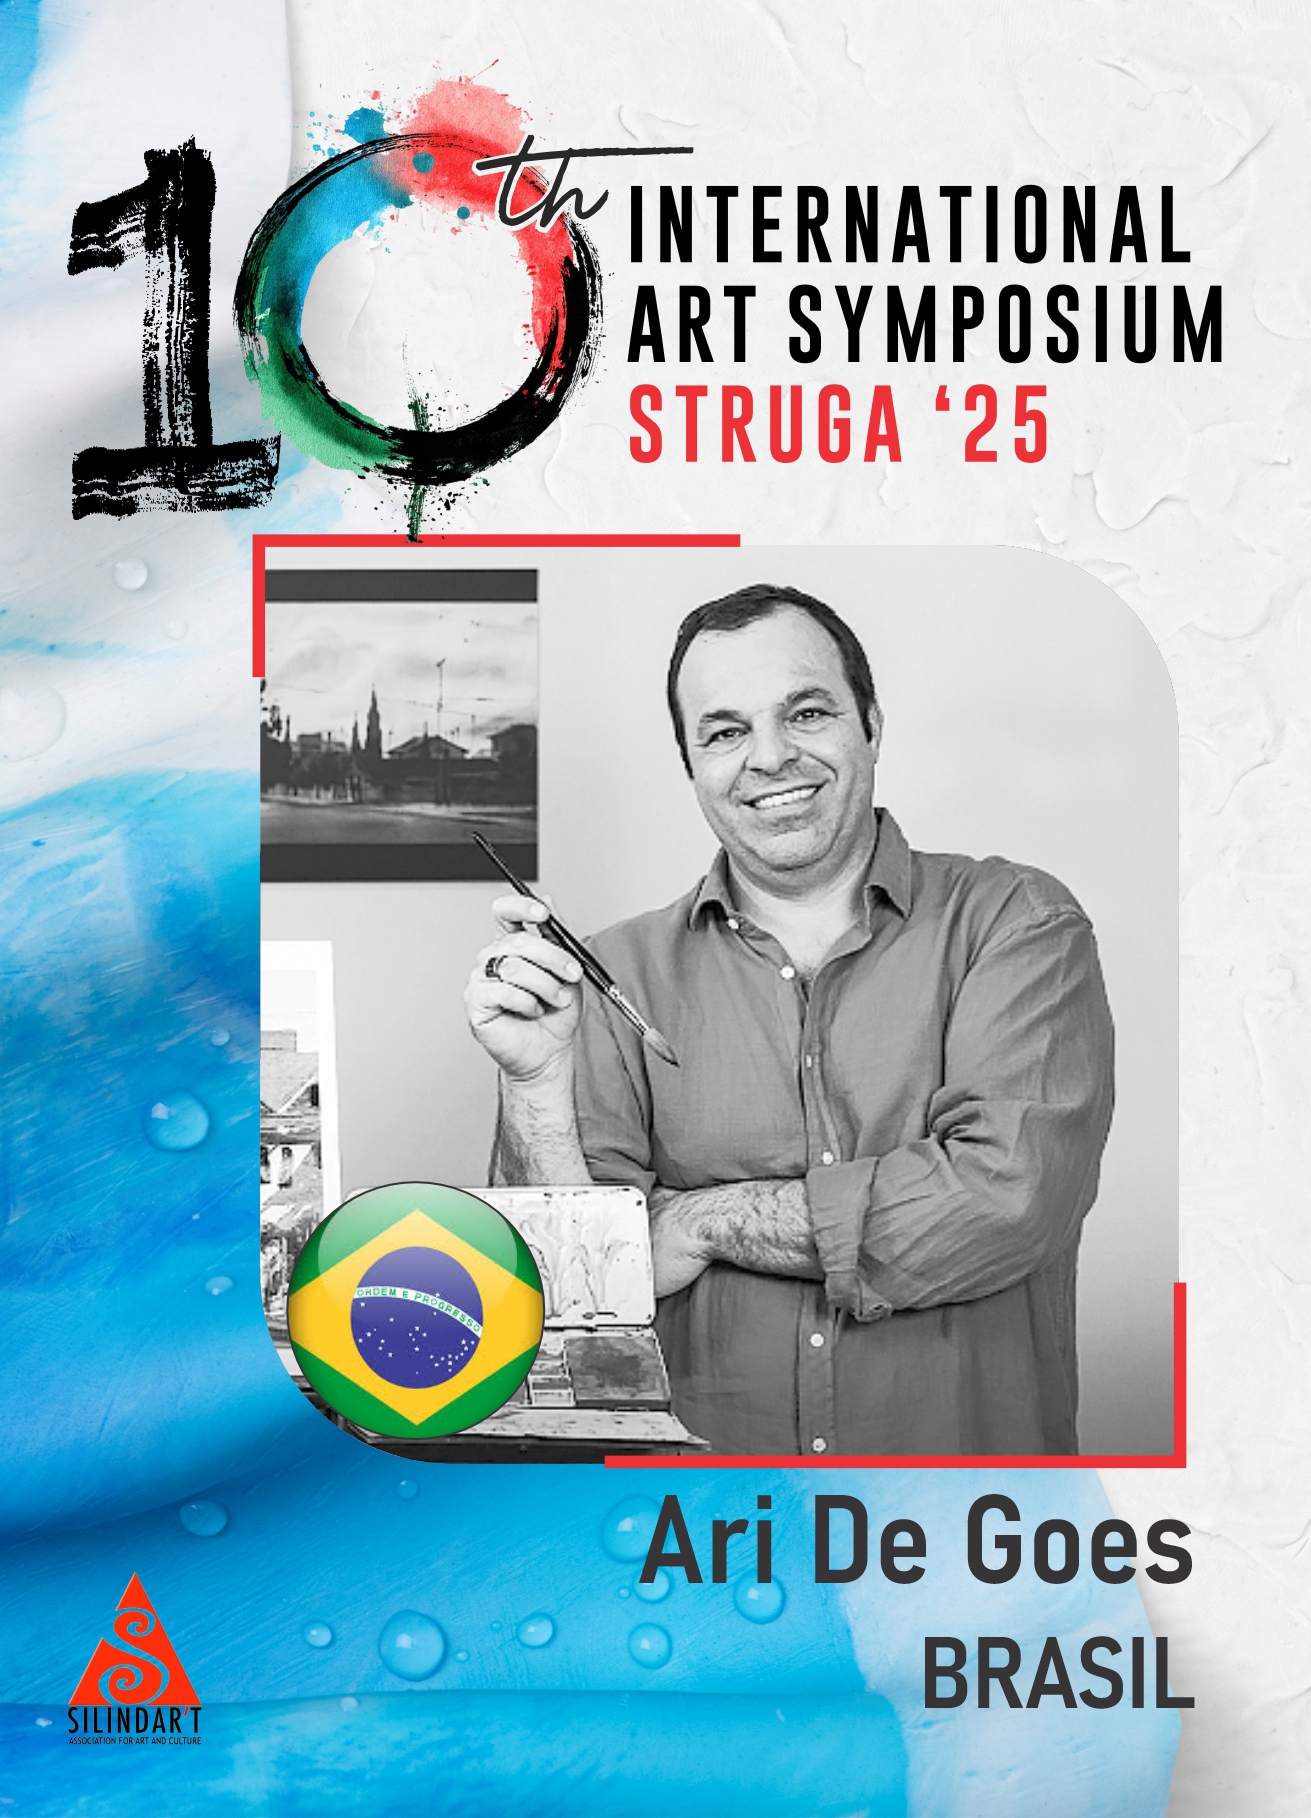 10th
INTERNATIONAL
ART SYMPOSIUM
STRUGA ‘25
ORDEM E PROGRESSO
Ari De Goes
BRASIL
SILINDAR'T
ASSOCIATION FOR ART AND CULTURE